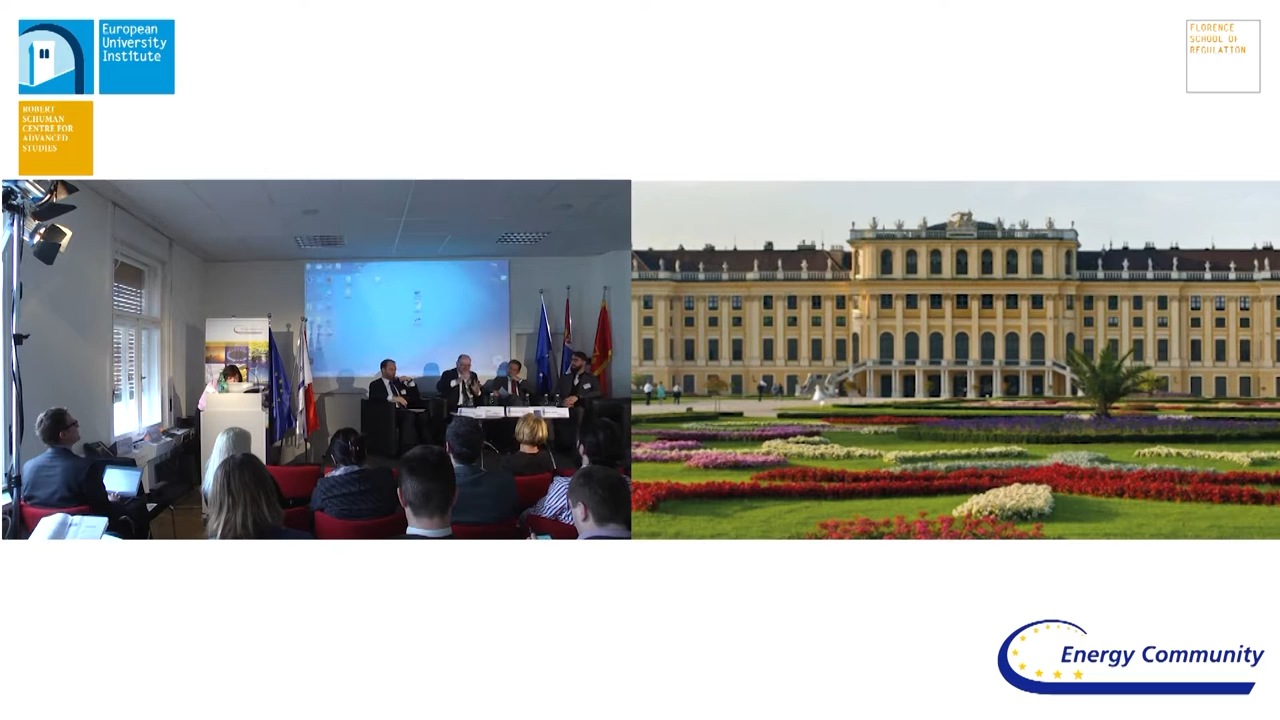 European
University
Institute
ROBERT
SCHUMAN
CENTRE FOR
ADVANCED
STUDIES
FLORENCE
SCHOOL OF
REGULATION
Energy Community